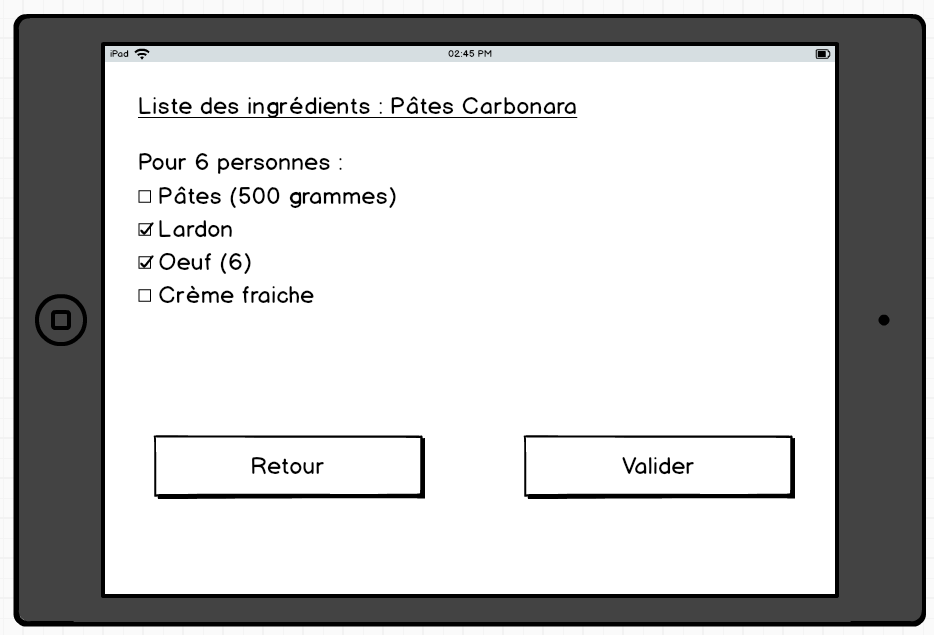 iPad 02:45 PM
Liste des ingrédients : Pâtes Carbonara
Pour 6 personnes :
Pâtes (500 grammes)
Lardon
Oeuf (6)
Crème fraiche
Retour Valider